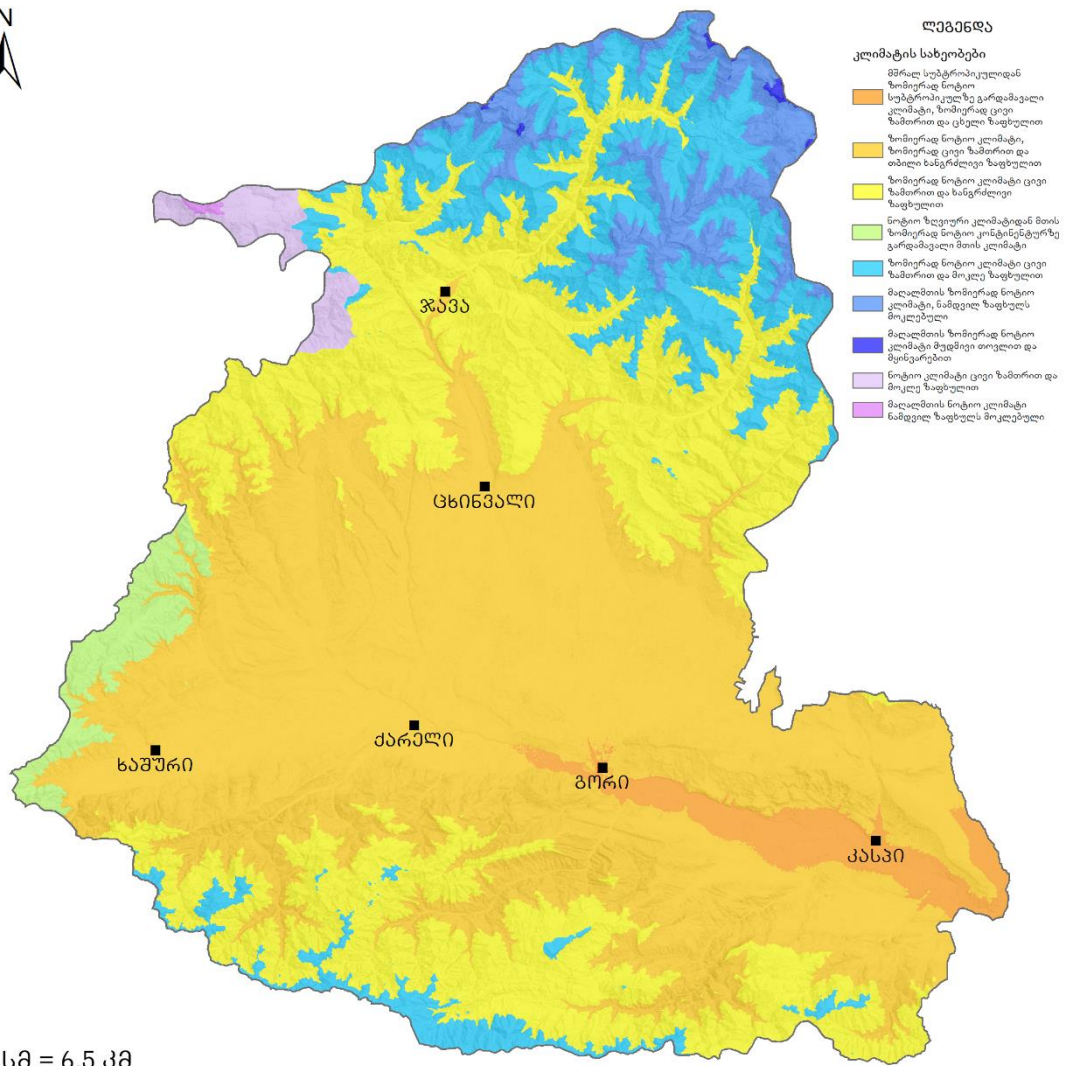 N
ლეგენდა
კლიმატის სახეობები
მშრალ სუბტროპიკულიდან
ზომიერად ნოტიო
სუბტროპიკულზე გარდამავალი
კლიმატი, ზომიერად ცივი
ზამთრით და ცხელი ზაფხულით
ზომიერად ნოტიო კლიმატი,
ზომიერად ცივი ზამთრით და
თბილი ხანგრძლივი ზაფხულით
ზომიერად ნოტიო კლიმატი ცივი
ზამთრით და ხანგრძლივი
ზაფხულით
ნოტიო ზღვიური კლიმატიდან მთის
ზომიერად ნოტიო კონტინენტურზე
გარდამავალი მთის კლიმატი
ზომიერად ნოტიო კლიმატი ცივი
ზამთრით და მოკლე ზაფხულით
მაღალმთის ზომიერად ნოტიო
კლიმატი, ნამდვილ ზაფხულს
მოკლებული
მაღალმთის ზომიერად ნოტიო
კლიმატი მუდმივი თოვლით და
მყინვარებით
ნოტიო კლიმატი ცივი ზამთრით და
მოკლე ზაფხულით
მაღალმთის ნოტიო კლიმატი
ნამდვილ ზაფხულს მოკლებული
ჯავა
ცხინვალი
ქარელი
ხაშური
გორი
კასპი
სმ = 6.5 კმ